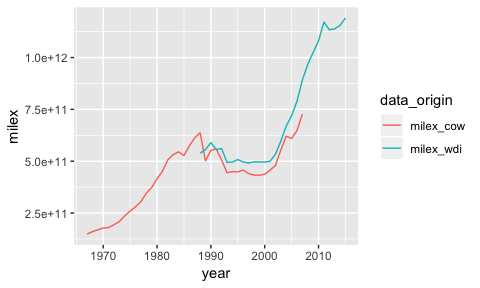 1.0e+12
7.5e+11
5.0e+11
2.5e+11
milex
1970 1980 1990 2000 2010
year
data_origin
milex_cow
milex_wdi